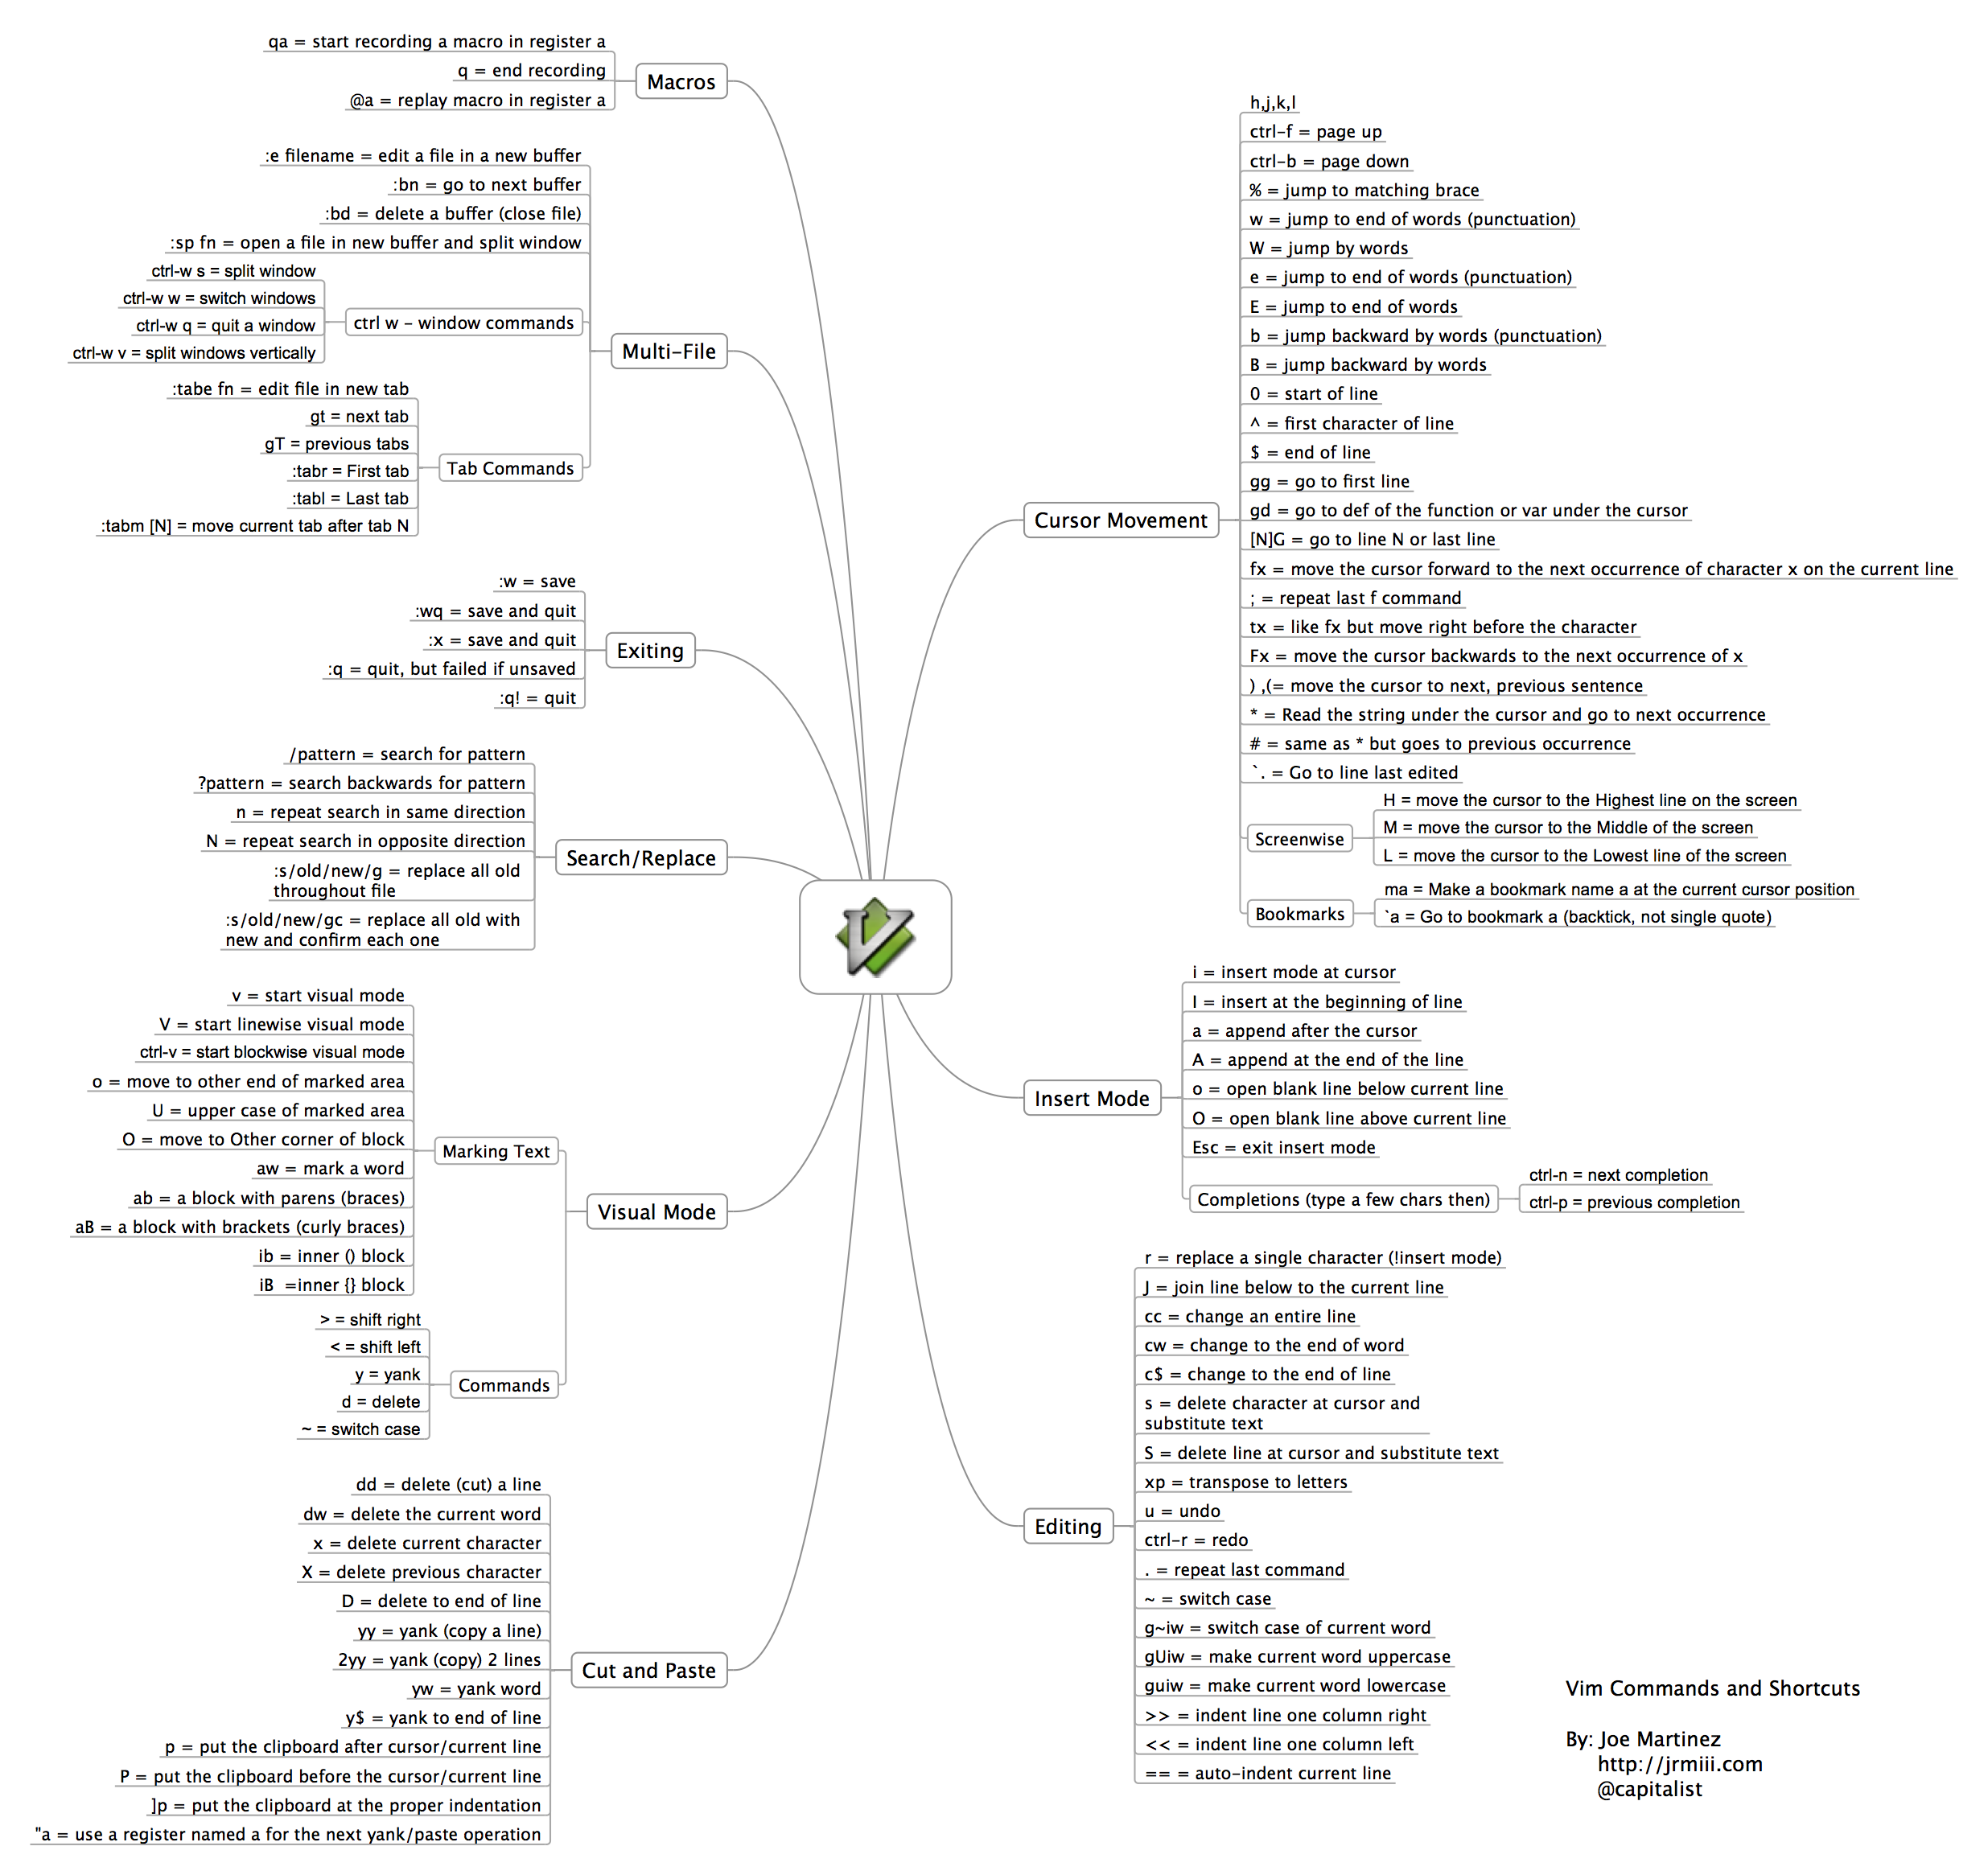 qa = start recording a macro in register a
q = end recording
@a = replay macro in register a
Macros
:e filename = edit a file in a new buffer
:bn = go to next buffer
:bd = delete a buffer (close file)
:sp fn = open a file in new buffer and split window
ctrl-w s = split window
ctrl-w w = switch windows
ctrl-w q = quit a window
ctrl-w v = split windows vertically
ctrl w - window commands
Multi-File
:tabe fn = edit file in new tab
gt = next tab
gT = previous tabs
:tabr = First tab
:tabl = Last tab
:tabm [N] = move current tab after tab N
Tab Commands
:w = save
:wq = save and quit
:x = save and quit
:q = quit, but failed if unsaved
:q! = quit
Exiting
/pattern = search for pattern
?pattern = search backwards for pattern
n = repeat search in same direction
N = repeat search in opposite direction
:s/old/new/g = replace all old
throughout file
:s/old/new/gc = replace all old with
new and confirm each one
Search/Replace
v = start visual mode
V = start linewise visual mode
ctrl-v = start blockwise visual mode
o = move to other end of marked area
U = upper case of marked area
O = move to Other corner of block
aw = mark a word
ab = a block with parens (braces)
aB = a block with brackets (curly braces)
ib = inner () block
iB  =inner {} block
Marking Text
Visual Mode
> = shift right
< = shift left
y = yank
d = delete
~ = switch case
Commands
dd = delete (cut) a line
dw = delete the current word
x = delete current character
X = delete previous character
D = delete to end of line
yy = yank (copy a line)
2yy = yank (copy) 2 lines
yw = yank word
y$ = yank to end of line
p = put the clipboard after cursor/current line
P = put the clipboard before the cursor/current line
]p = put the clipboard at the proper indentation
"a = use a register named a for the next yank/paste operation
Cut and Paste
Cursor Movement
h,j,k,l
ctrl-f = page up
ctrl-b = page down
% = jump to matching brace
w = jump to end of words (punctuation)
W = jump by words
e = jump to end of words (punctuation)
E = jump to end of words
b = jump backward by words (punctuation)
B = jump backward by words
0 = start of line
^ = first character of line
$ = end of line
gg = go to first line
gd = go to def of the function or var under the cursor
[N]G = go to line N or last line
fx = move the cursor forward to the next occurrence of character x on the current line
; = repeat last f command
tx = like fx but move right before the character
Fx = move the cursor backwards to the next occurrence of x
) ,(= move the cursor to next, previous sentence
* = Read the string under the cursor and go to next occurrence
# = same as * but goes to previous occurrence
`. = Go to line last edited
Screenwise
H = move the cursor to the Highest line on the screen
M = move the cursor to the Middle of the screen
L = move the cursor to the Lowest line of the screen
Bookmarks
ma = Make a bookmark name a at the current cursor position
`a = Go to bookmark a (backtick, not single quote)
Insert Mode
i = insert mode at cursor
I = insert at the beginning of line
a = append after the cursor
A = append at the end of the line
o = open blank line below current line
O = open blank line above current line
Esc = exit insert mode
Completions (type a few chars then)
ctrl-n = next completion
ctrl-p = previous completion
Editing
r = replace a single character (!insert mode)
J = join line below to the current line
cc = change an entire line
cw = change to the end of word
c$ = change to the end of line
s = delete character at cursor and
substitute text
S = delete line at cursor and substitute text
xp = transpose to letters
u = undo
ctrl-r = redo
. = repeat last command
~ = switch case
g~iw = switch case of current word
gUiw = make current word uppercase
guiw = make current word lowercase
>> = indent line one column right
<< = indent line one column left
== = auto-indent current line
Vim Commands and Shortcuts
By: Joe Martinez
http://jrmiii.com
@capitalist